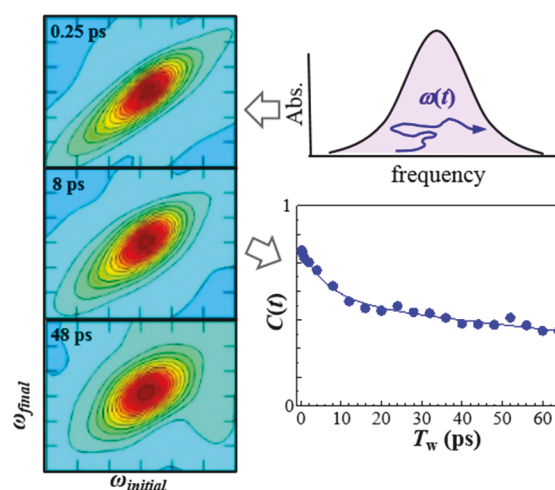 0.25 ps
8 ps
48 ps
ω_final
ω_initial
Abs.
ω(t)
frequency
1
C(t)
0
0 10 20 30 40 50 60
T_w (ps)